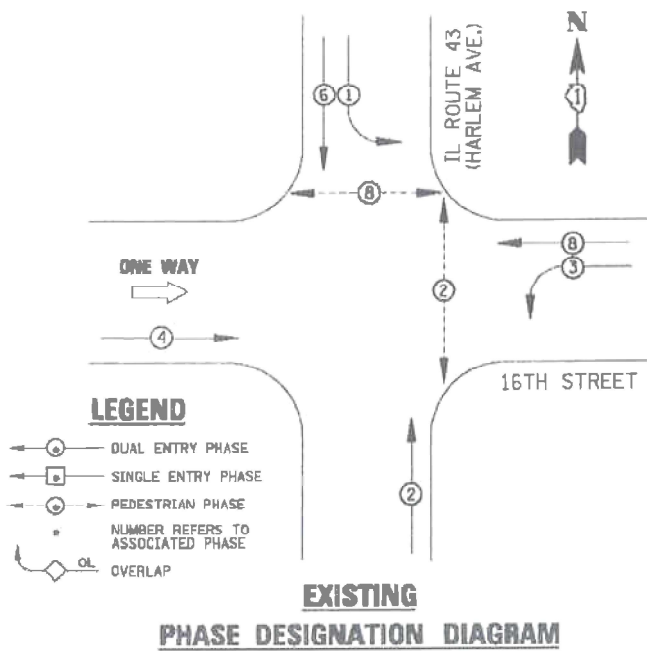 N
IL ROUTE 43
(HARLEM AVE.)
6
1
1
8
8
3
ONE WAY
2
4
16TH STREET
2
LEGEND
DUAL ENTRY PHASE
SINGLE ENTRY PHASE
PEDESTRIAN PHASE
NUMBER REFERS TO
ASSOCIATED PHASE
OL
OVERLAP
EXISTING
PHASE DESIGNATION DIAGRAM